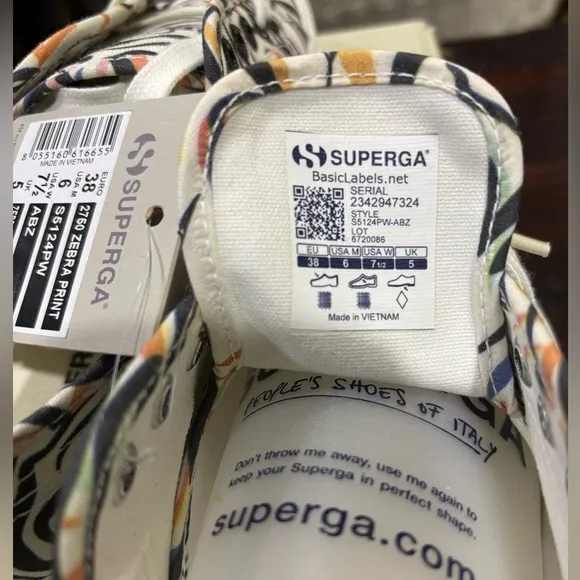 SUPERGA®
8 055160 616655
MADE IN VIETNAM
EURO USA M USA W UK
38 6 7½ 5
2760 ZEBRA PRINT
S5124PW
ABZ
SUPERGA®
BasicLabels.net
SERIAL
2342947324
STYLE
S5124PW-ABZ
LOT
6720086
EU USA M USA W UK
38 6 7 1/2 5
Made in VIETNAM
PEOPLE'S SHOES OF ITALY
Don't throw me away, use me again to
keep your Superga in perfect shape.
superga.com